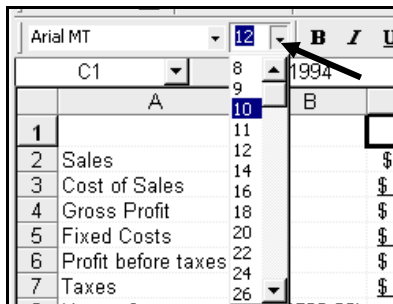 Arial MT 12 B I U
C1 1994
A B
1
2 Sales $
3 Cost of Sales $
4 Gross Profit $
5 Fixed Costs $
6 Profit before taxes $
7 Taxes $
8
9
10
11
12
14
16
18
20
22
24
26